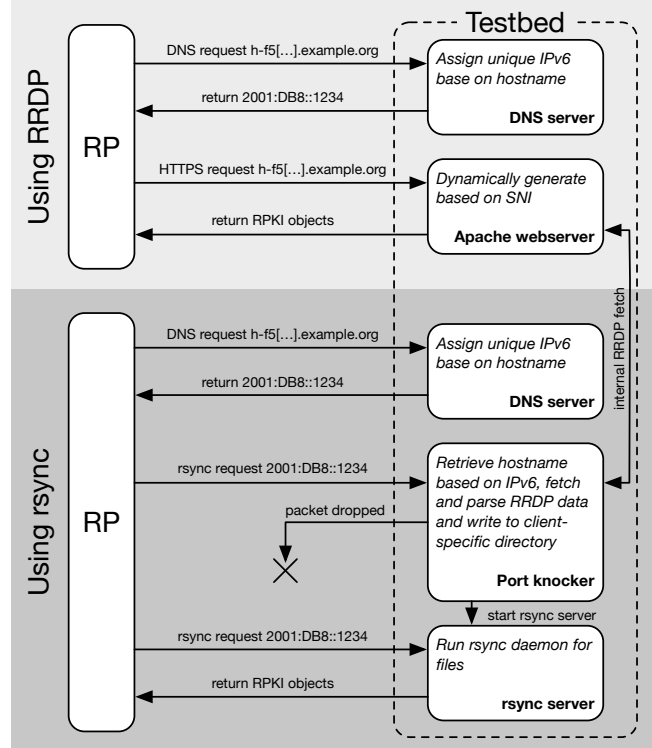 Testbed
Using RRDP
RP
DNS request h-f5[…].example.org
Assign unique IPv6
base on hostname
DNS server
return 2001:DB8::1234
HTTPS request h-f5[…].example.org
Dynamically generate
based on SNI
Apache webserver
return RPKI objects
internal RRDP fetch
Using rsync
RP
DNS request h-f5[…].example.org
Assign unique IPv6
base on hostname
DNS server
return 2001:DB8::1234
rsync request 2001:DB8::1234
Retrieve hostname
based on IPv6, fetch
and parse RRDP data
and write to client-
specific directory
Port knocker
packet dropped
start rsync server
rsync request 2001:DB8::1234
Run rsync daemon for
files
rsync server
return RPKI objects